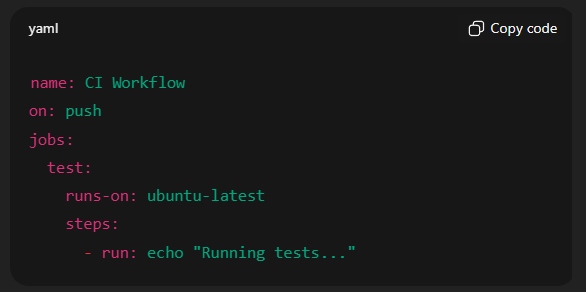 yaml
Copy code
name: CI Workflow
on: push
jobs:
  test:
    runs-on: ubuntu-latest
    steps:
      - run: echo "Running tests..."